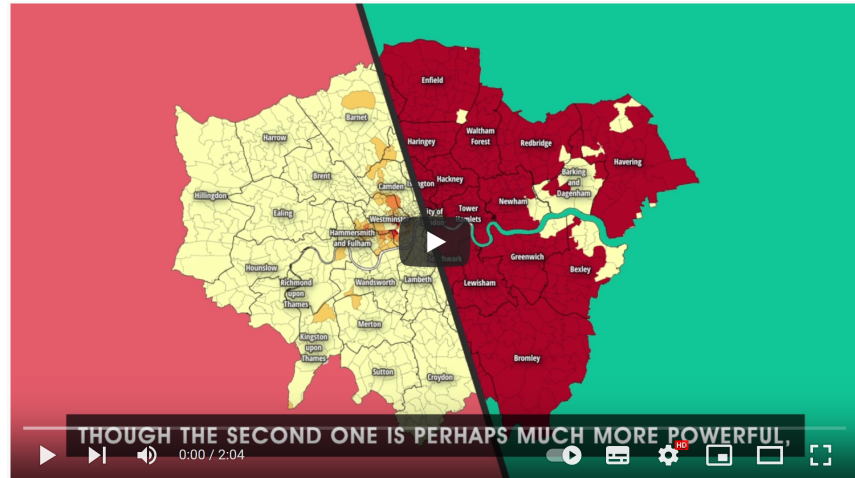 Enfield
Barnet
Harrow
Waltham
Forest
Haringey
Redbridge
Havering
Brent
Camden
Hackney
Barking
and
Dagenham
Hillingdon
Newham
Tower
Hamlets
Ealing
Westminster
Hammersmith
and Fulham
Greenwich
Hounslow
Bexley
Richmond
upon
Thames
Wandsworth
Lambeth
Lewisham
Merton
Kingston
upon
Thames
Bromley
Sutton
Croydon
THOUGH THE SECOND ONE IS PERHAPS MUCH MORE POWERFUL,
0:00 / 2:04
HD